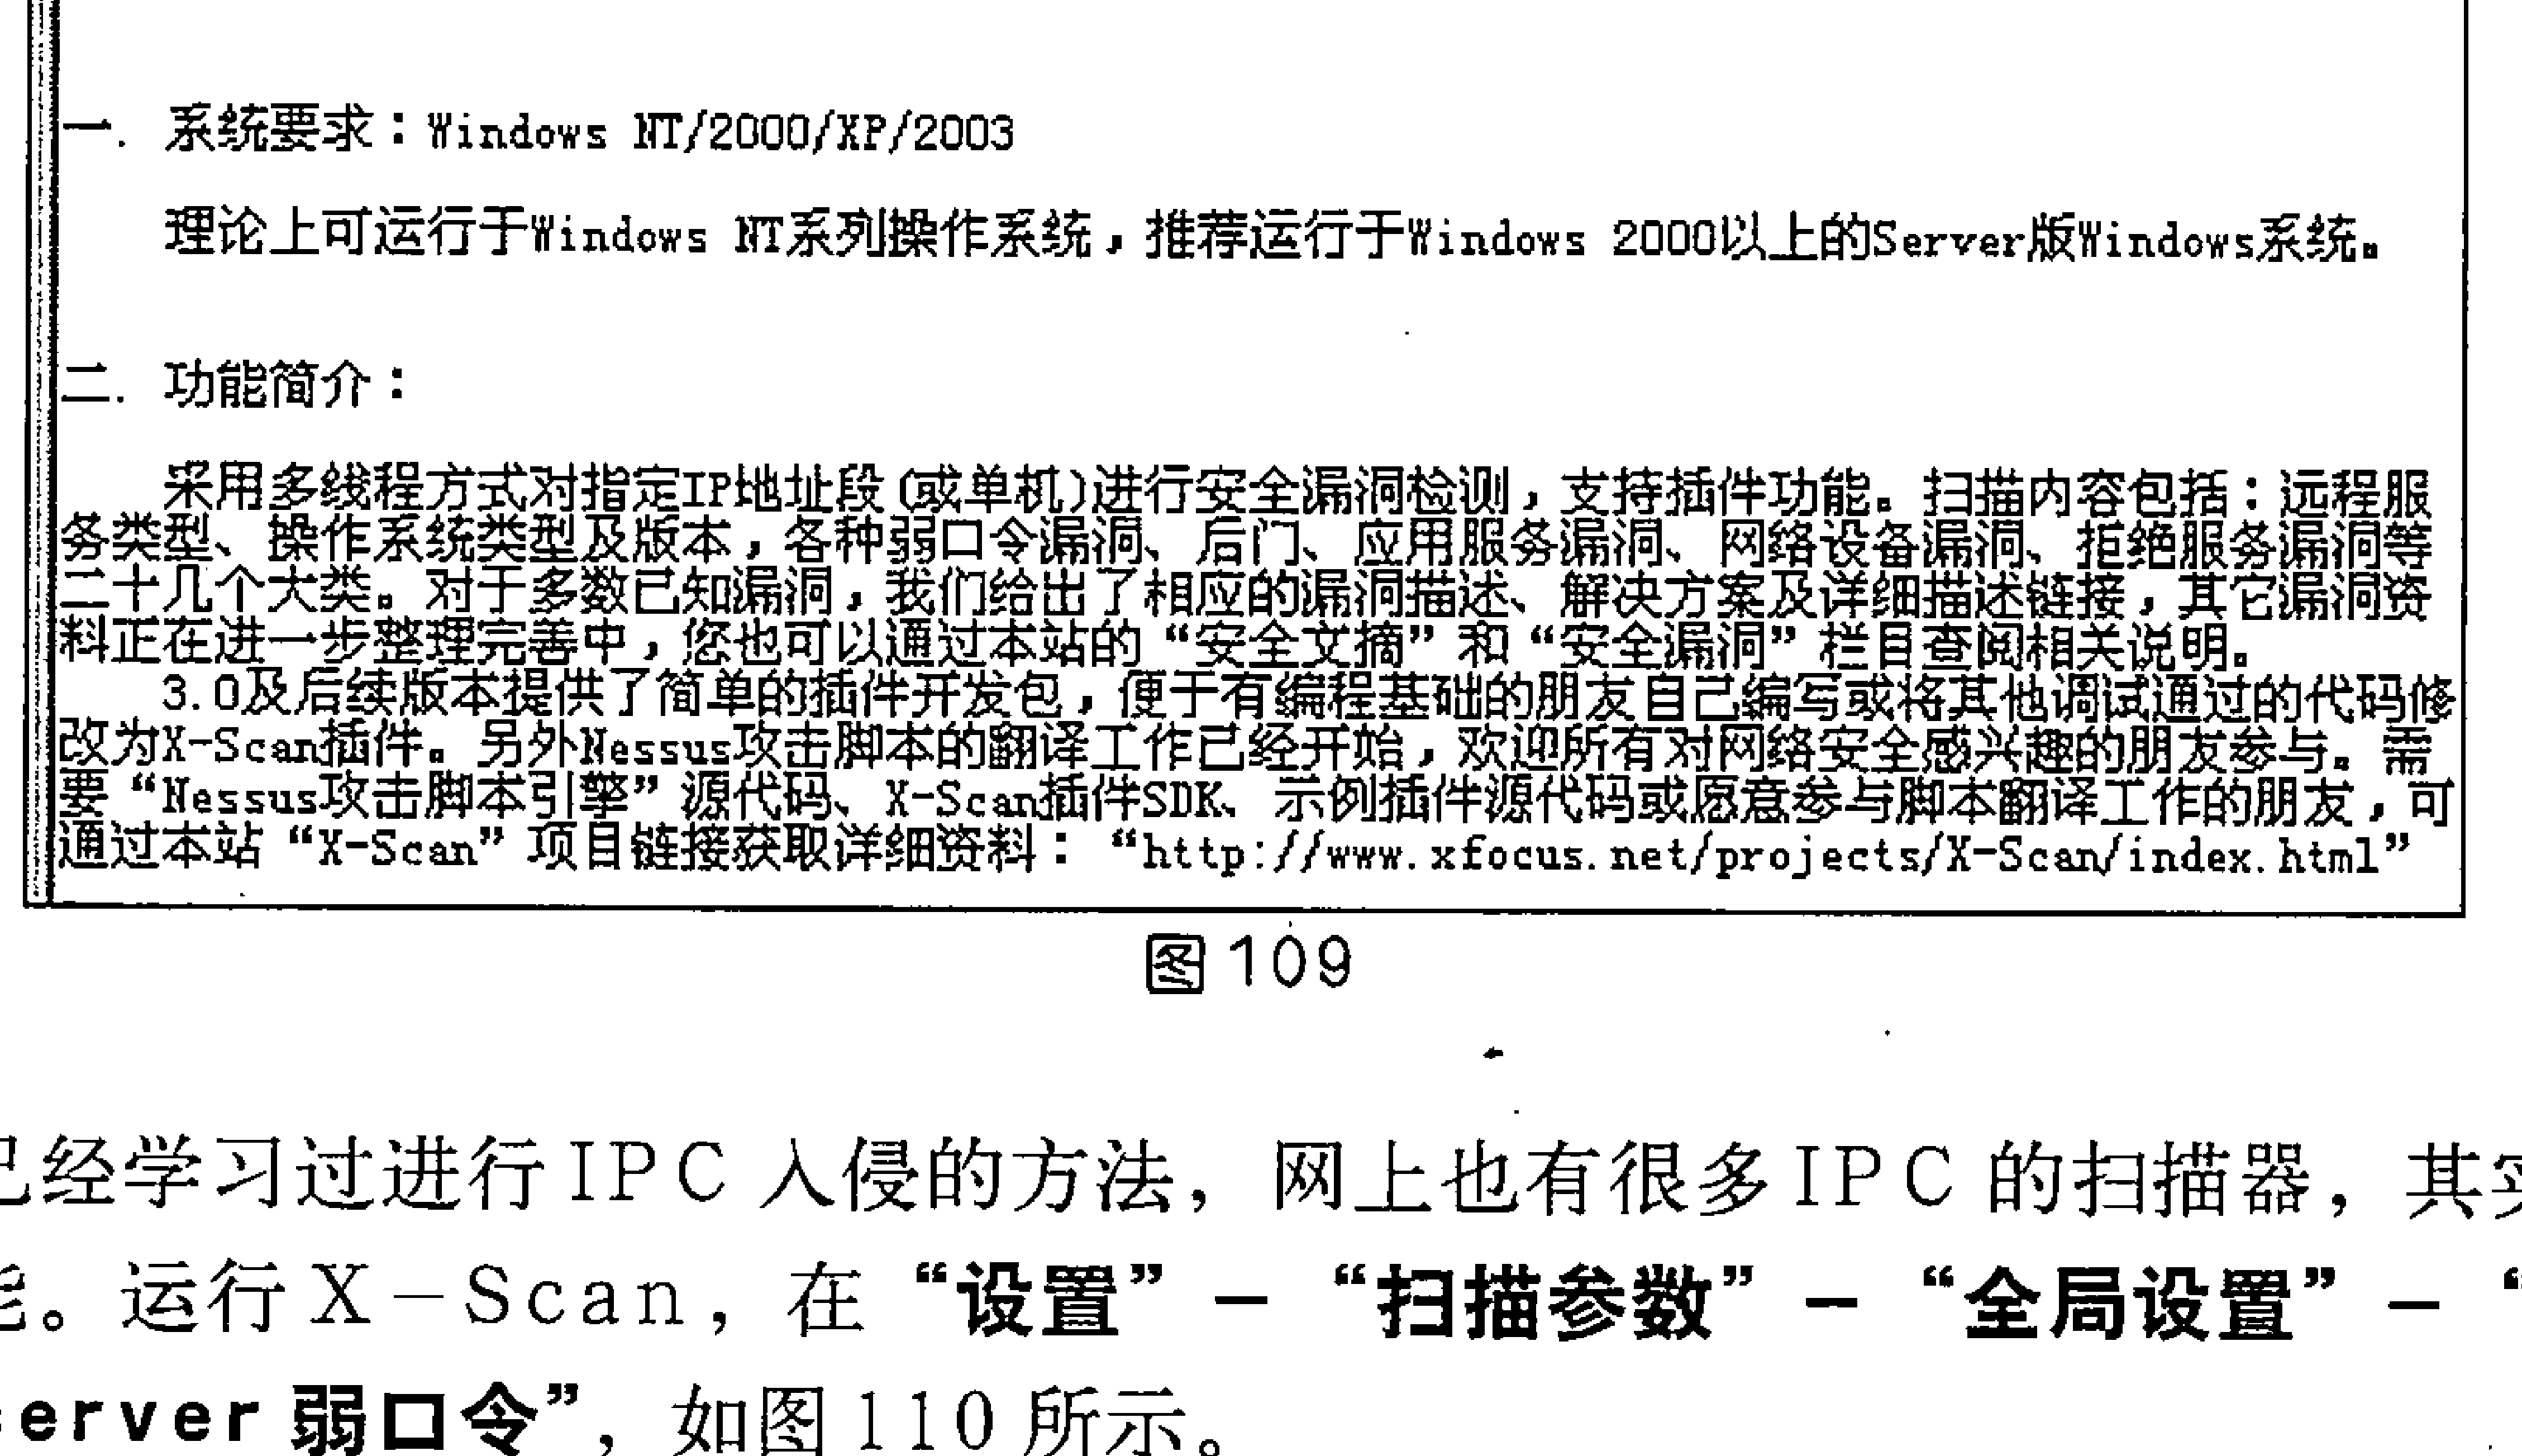 一. 系统要求：Windows NT/2000/XP/2003
理论上可运行于Windows NT系列操作系统，推荐运行于Windows 2000以上的Server版Windows系统。
二. 功能简介：
采用多线程方式对指定IP地址段(或单机)进行安全漏洞检测，支持插件功能。扫描内容包括：远程服
务类型、操作系统类型及版本，各种弱口令漏洞、后门、应用服务漏洞、网络设备漏洞、拒绝服务漏洞等
二十几个大类。对于多数已知漏洞，我们给出了相应的漏洞描述、解决方案及详细描述链接，其它漏洞资
料正在进一步整理完善中，您也可以通过本站的“安全文摘”和“安全漏洞”栏目查阅相关说明。
3.0及后续版本提供了简单的插件开发包，便于有编程基础的朋友自己编写或将其他调试通过的代码修
改为X-Scan插件。另外Nessus攻击脚本的翻译工作已经开始，欢迎所有对网络安全感兴趣的朋友参与。需
要“Nessus攻击脚本引擎”源代码、X-Scan插件SDK、示例插件源代码或愿意参与脚本翻译工作的朋友，可
通过本站“X-Scan”项目链接获取详细资料：“http://www.xfocus.net/projects/X-Scan/index.html”
图109
已经学习过进行IPC入侵的方法，网上也有很多IPC的扫描器，其实
能。运行X-Scan，在“设置”-“扫描参数”-“全局设置”-“
server弱口令”，如图110所示。